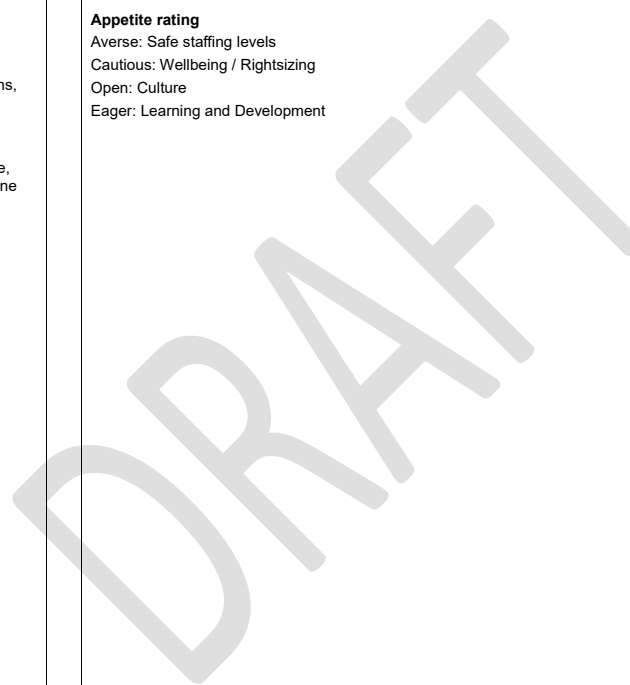 Appetite rating
Averse: Safe staffing levels
Cautious: Wellbeing / Rightsizing
Open: Culture
Eager: Learning and Development
DRAFT